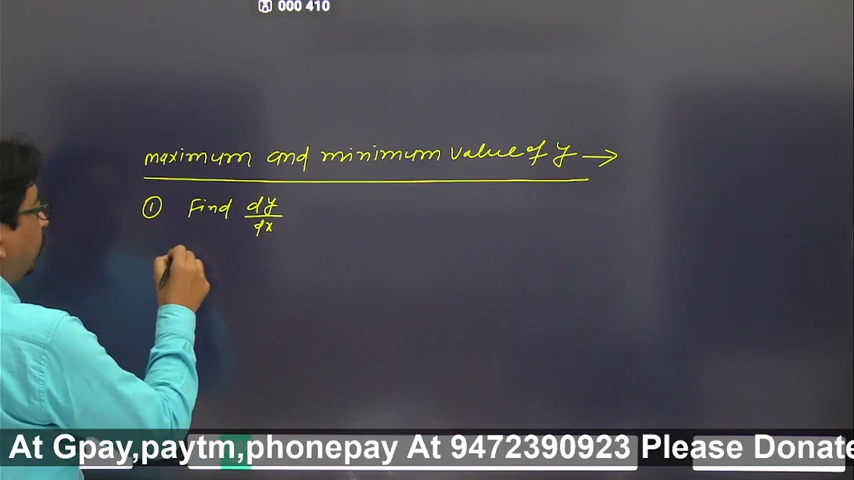 000 410
maximum and minimum value of y →
① Find dy/dx
At Gpay,paytm,phonepay At 9472390923 Please Donate